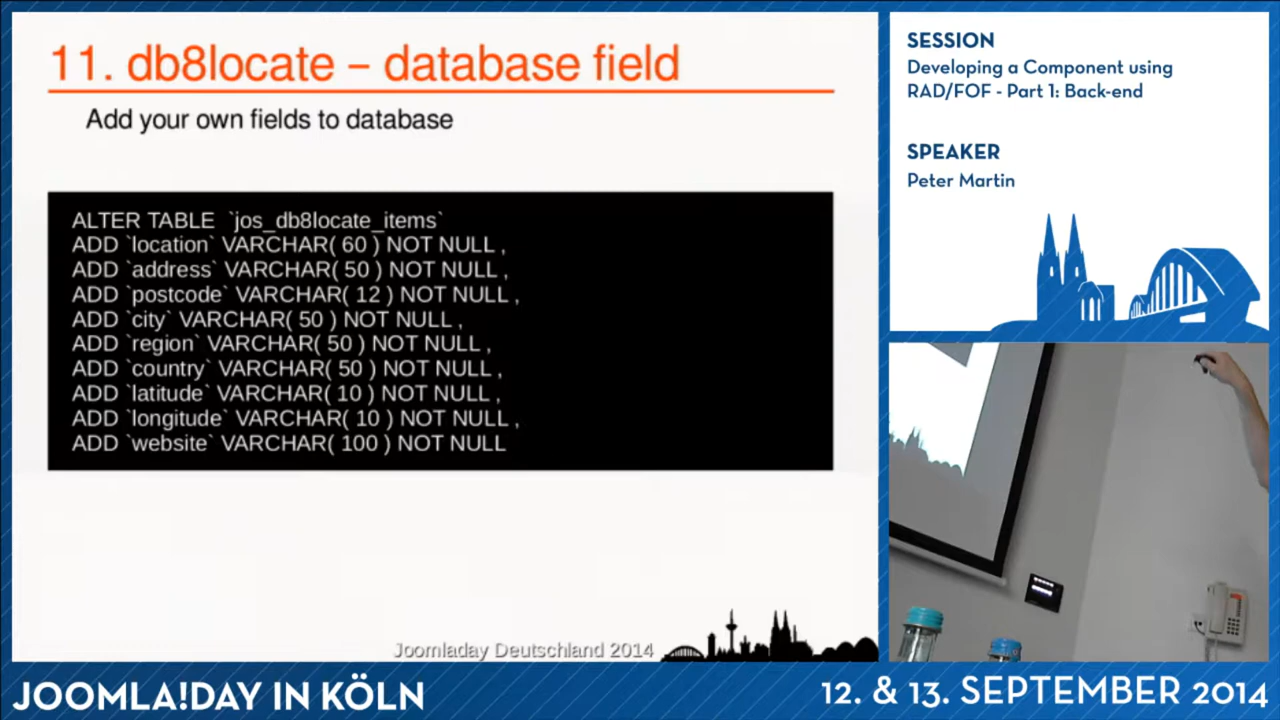 11. db8locate – database field
Add your own fields to database
ALTER TABLE `jos_db8locate_items`
ADD `location` VARCHAR( 60 ) NOT NULL ,
ADD `address` VARCHAR( 50 ) NOT NULL ,
ADD `postcode` VARCHAR( 12 ) NOT NULL ,
ADD `city` VARCHAR( 50 ) NOT NULL ,
ADD `region` VARCHAR( 50 ) NOT NULL ,
ADD `country` VARCHAR( 50 ) NOT NULL ,
ADD `latitude` VARCHAR( 10 ) NOT NULL ,
ADD `longitude` VARCHAR( 10 ) NOT NULL ,
ADD `website` VARCHAR( 100 ) NOT NULL
Joomladay Deutschland 2014
SESSION
Developing a Component using
RAD/FOF - Part 1: Back-end
SPEAKER
Peter Martin
JOOMLA!DAY IN KÖLN
12. & 13. SEPTEMBER 2014